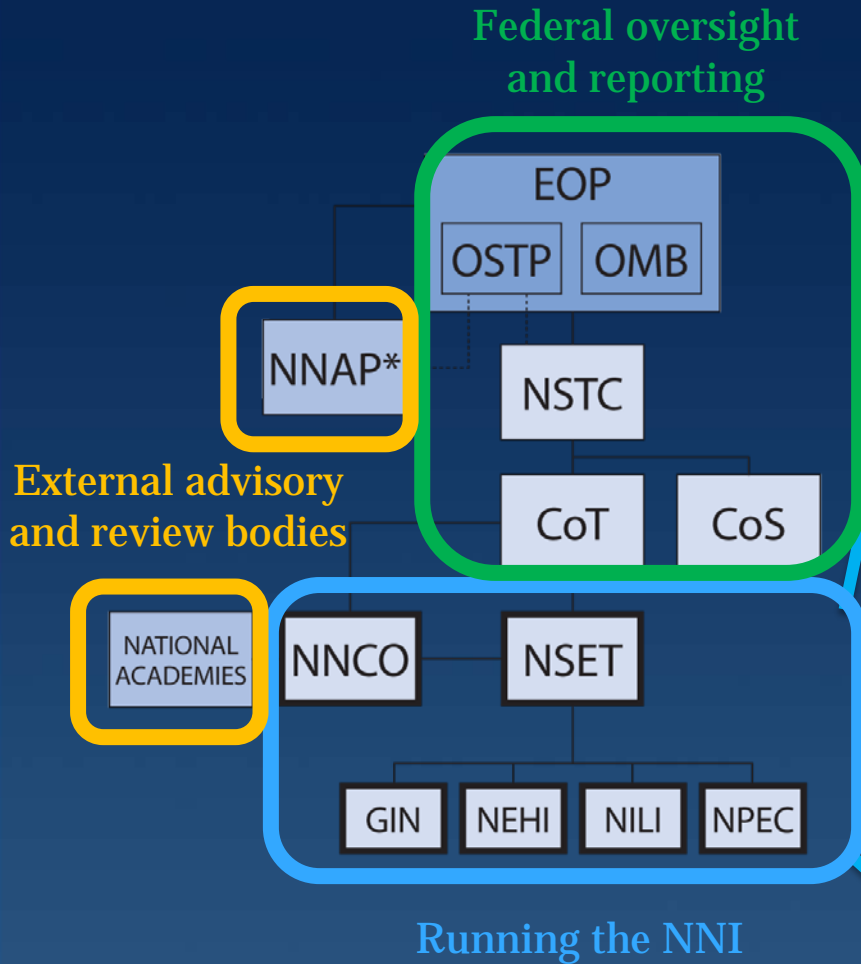 Federal oversight
and reporting
EOP
OSTP
OMB
NNAP*
NSTC
External advisory
and review bodies
CoT
CoS
NATIONAL
ACADEMIES
NNCO
NSET
GIN
NEHI
NILI
NPEC
Running the NNI